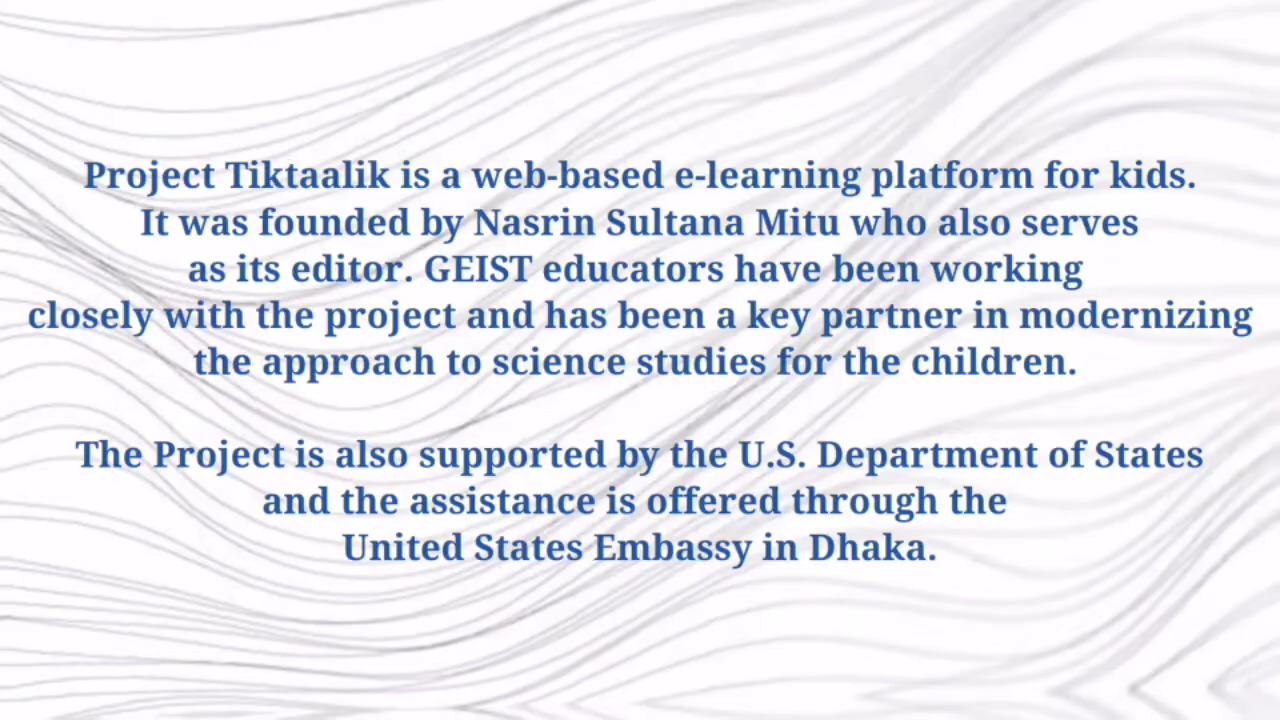 Project Tiktaalik is a web-based e-learning platform for kids.
It was founded by Nasrin Sultana Mitu who also serves
as its editor. GEIST educators have been working
closely with the project and has been a key partner in modernizing
the approach to science studies for the children.
The Project is also supported by the U.S. Department of States
and the assistance is offered through the
United States Embassy in Dhaka.